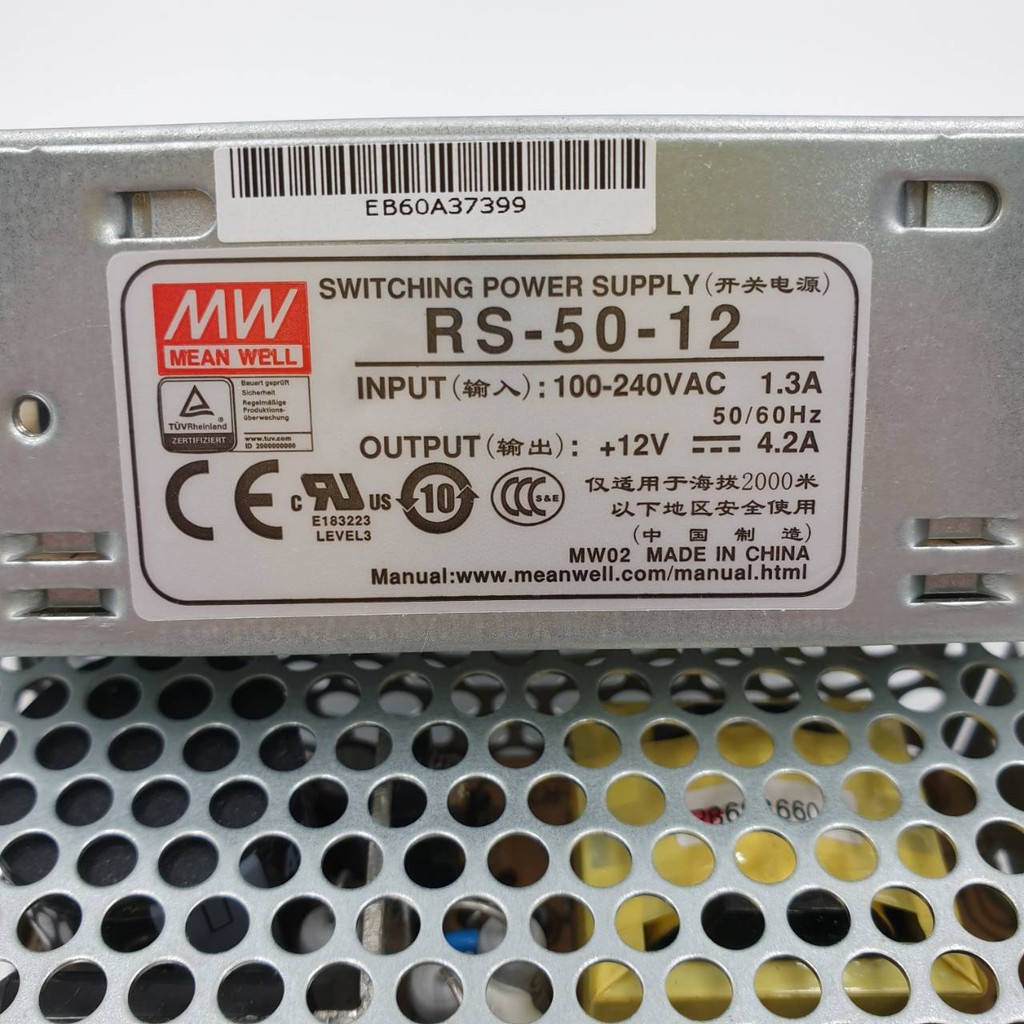 EB60A37399
MW
MEAN WELL
SWITCHING POWER SUPPLY(开关电源)
RS-50-12
INPUT(输入): 100-240VAC 1.3A
50/60Hz
OUTPUT(输出): +12V 4.2A
TÜVRheinland®
ZERTIFIZIERT
Bauart geprüft
Sicherheit
Regelmäßige
Produktions-
überwachung
www.tuv.com
ID 2000000000
CE
c RU US
E183223
LEVEL3
10
CCC S&E
仅适用于海拔2000米
以下地区安全使用
(中国制造)
MW02 MADE IN CHINA
Manual:www.meanwell.com/manual.html